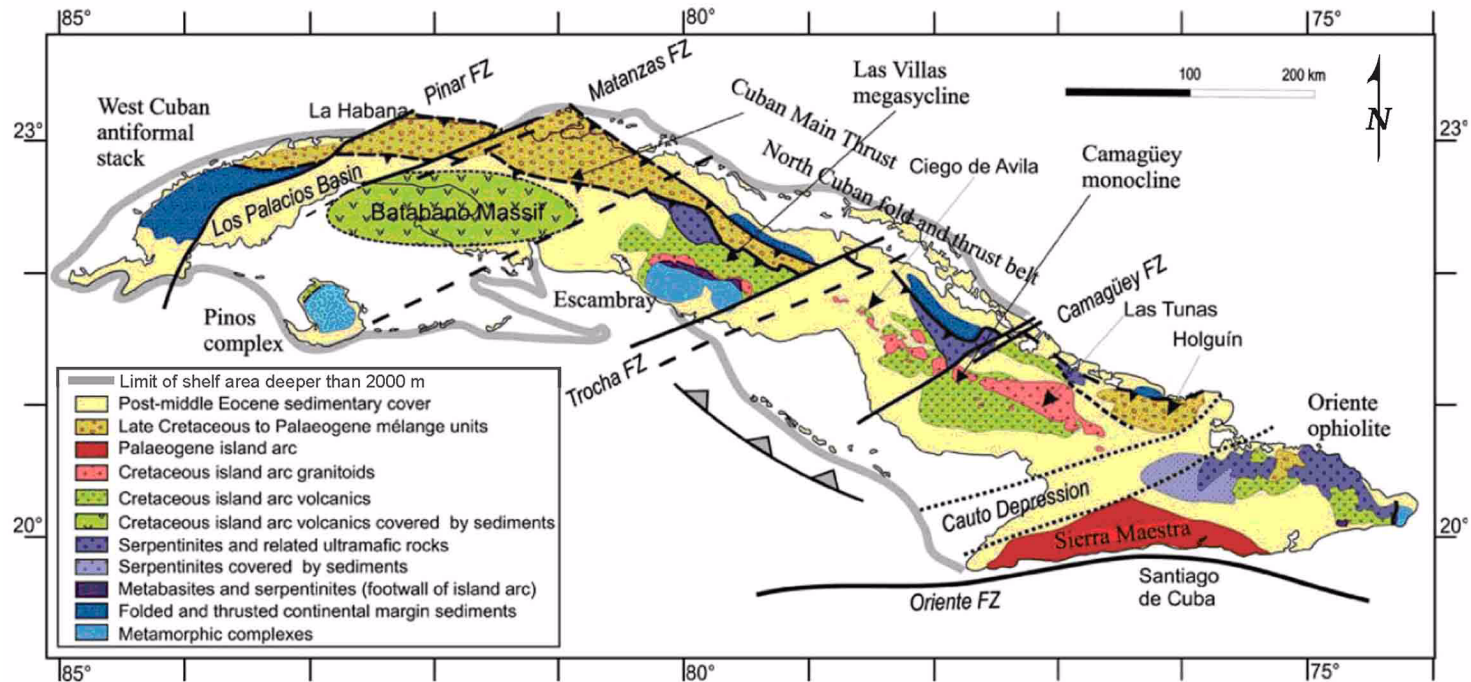 85°
80°
75°
23°
23°
20°
20°
85°
80°
75°
100
200 km
N
West Cuban
antiformal
stack
La Habana
Pinar FZ
Matanzas FZ
Cuban Main Thrust
North Cuban fold and thrust belt
Las Villas
megasycline
Ciego de Avila
Camagüey
monocline
Los Palacios Basin
Batabano Massif
Pinos
complex
Escambray
Trocha FZ
Camagüey FZ
Las Tunas
Holguín
Oriente
ophiolite
Cauto Depression
Sierra Maestra
Oriente FZ
Santiago
de Cuba
Limit of shelf area deeper than 2000 m
Post-middle Eocene sedimentary cover
Late Cretaceous to Palaeogene mélange units
Palaeogene island arc
Cretaceous island arc granitoids
Cretaceous island arc volcanics
Cretaceous island arc volcanics covered by sediments
Serpentinites and related ultramafic rocks
Serpentinites covered by sediments
Metabasites and serpentinites (footwall of island arc)
Folded and thrusted continental margin sediments
Metamorphic complexes